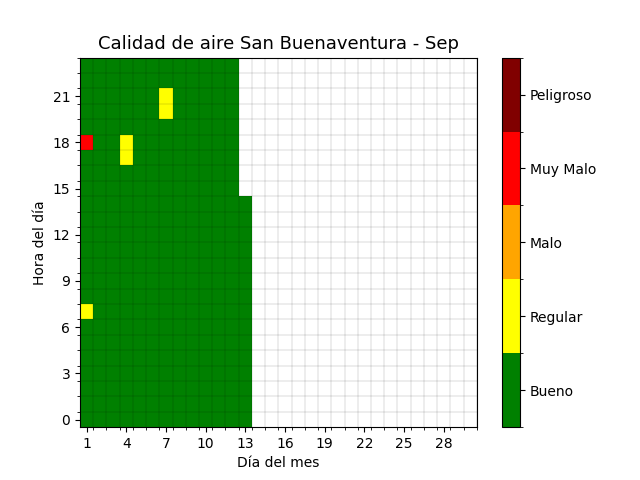 Calidad de aire San Buenaventura - Sep
Hora del día
21
18
15
12
9
6
3
0
1 4 7 10 13 16 19 22 25 28
Día del mes
Peligroso
Muy Malo
Malo
Regular
Bueno